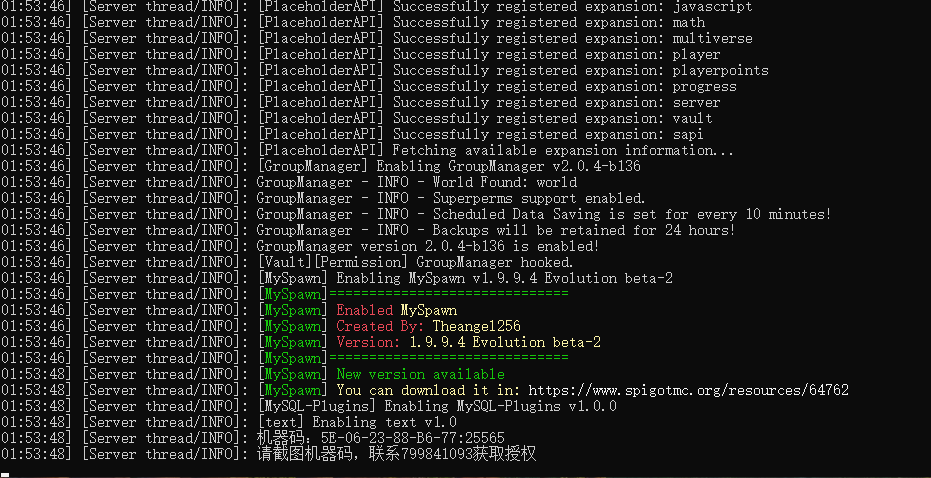 01:53:46] [Server thread/INFO]: [PlaceholderAPI] Successfully registered expansion: javascript
01:53:46] [Server thread/INFO]: [PlaceholderAPI] Successfully registered expansion: math
01:53:46] [Server thread/INFO]: [PlaceholderAPI] Successfully registered expansion: multiverse
01:53:46] [Server thread/INFO]: [PlaceholderAPI] Successfully registered expansion: player
01:53:46] [Server thread/INFO]: [PlaceholderAPI] Successfully registered expansion: playerpoints
01:53:46] [Server thread/INFO]: [PlaceholderAPI] Successfully registered expansion: progress
01:53:46] [Server thread/INFO]: [PlaceholderAPI] Successfully registered expansion: server
01:53:46] [Server thread/INFO]: [PlaceholderAPI] Successfully registered expansion: vault
01:53:46] [Server thread/INFO]: [PlaceholderAPI] Successfully registered expansion: sapi
01:53:46] [Server thread/INFO]: [PlaceholderAPI] Fetching available expansion information...
01:53:46] [Server thread/INFO]: [GroupManager] Enabling GroupManager v2.0.4-b136
01:53:46] [Server thread/INFO]: GroupManager - INFO - World Found: world
01:53:46] [Server thread/INFO]: GroupManager - INFO - Superperms support enabled.
01:53:46] [Server thread/INFO]: GroupManager - INFO - Scheduled Data Saving is set for every 10 minutes!
01:53:46] [Server thread/INFO]: GroupManager - INFO - Backups will be retained for 24 hours!
01:53:46] [Server thread/INFO]: GroupManager version 2.0.4-b136 is enabled!
01:53:46] [Server thread/INFO]: [Vault][Permission] GroupManager hooked.
01:53:46] [Server thread/INFO]: [MySpawn] Enabling MySpawn v1.9.9.4 Evolution beta-2
01:53:46] [Server thread/INFO]: [MySpawn]==============================
01:53:46] [Server thread/INFO]: [MySpawn] Enabled MySpawn
01:53:46] [Server thread/INFO]: [MySpawn] Created By: Theangel256
01:53:46] [Server thread/INFO]: [MySpawn] Version: 1.9.9.4 Evolution beta-2
01:53:46] [Server thread/INFO]: [MySpawn]==============================
01:53:48] [Server thread/INFO]: [MySpawn] New version available
01:53:48] [Server thread/INFO]: [MySpawn] You can download it in: https://www.spigotmc.org/resources/64762
01:53:48] [Server thread/INFO]: [MySQL-Plugins] Enabling MySQL-Plugins v1.0.0
01:53:48] [Server thread/INFO]: [text] Enabling text v1.0
01:53:48] [Server thread/INFO]: 机器码：5E-06-23-88-B6-77:25565
01:53:48] [Server thread/INFO]: 请截图机器码，联系799841093获取授权